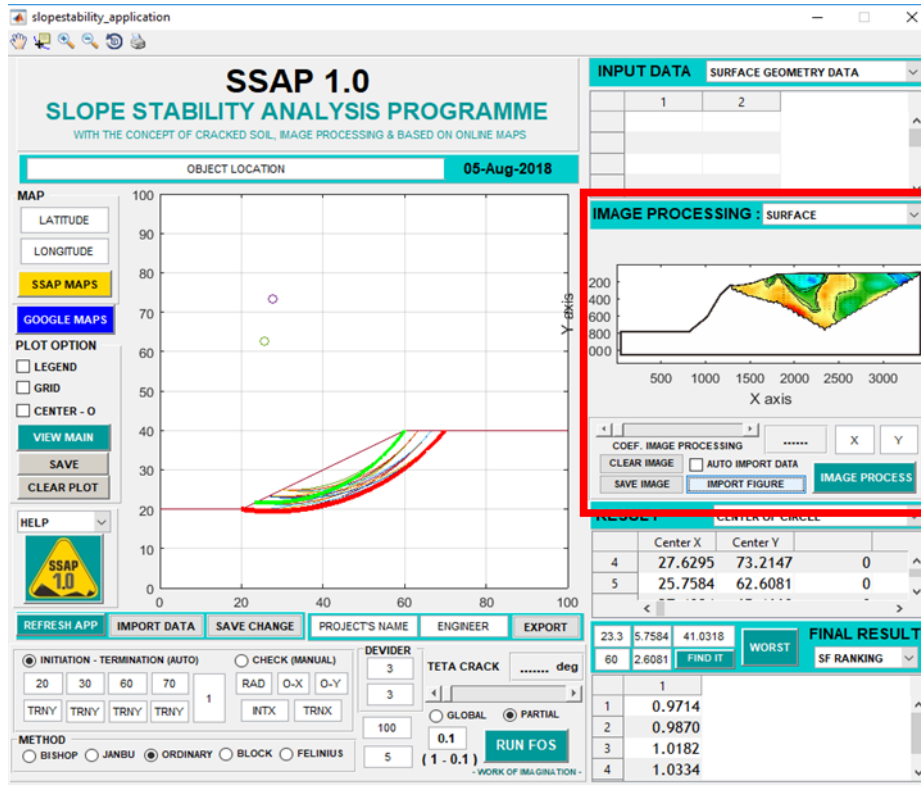 slopestability_application
SSAP 1.0
SLOPE STABILITY ANALYSIS PROGRAMME
WITH THE CONCEPT OF CRACKED SOIL, IMAGE PROCESSING & BASED ON ONLINE MAPS
OBJECT LOCATION 05-Aug-2018
MAP
LATITUDE
LONGITUDE
SSAP MAPS
GOOGLE MAPS
PLOT OPTION
LEGEND
GRID
CENTER - O
VIEW MAIN
SAVE
CLEAR PLOT
HELP
SSAP
1.0
100
90
80
70
60
50
40
30
20
10
0
0 20 40 60 80 100
REFRESH APP IMPORT DATA SAVE CHANGE PROJECT'S NAME ENGINEER EXPORT
INITIATION - TERMINATION (AUTO) CHECK (MANUAL)
20 30 60 70 1 RAD O-X O-Y
TRNY TRNY TRNY TRNY INTX TRNX
METHOD
BISHOP JANBU ORDINARY BLOCK FELINIUS
DEVIDER
3
3
100
5
TETA CRACK ....... deg
GLOBAL PARTIAL
0.1
( 1 - 0.1 )
RUN FOS
- WORK OF IMAGINATION -
INPUT DATA SURFACE GEOMETRY DATA
1 2
IMAGE PROCESSING : SURFACE
Y axis
200
400
600
800
000
500 1000 1500 2000 2500 3000
X axis
COEF. IMAGE PROCESSING ...... X Y
CLEAR IMAGE AUTO IMPORT DATA
SAVE IMAGE IMPORT FIGURE IMAGE PROCESS
RESULT CENTER OF CIRCLE
Center X Center Y
4 27.6295 73.2147 0
5 25.7584 62.6081 0
23.3 5.7584 41.0318
60 2.6081 FIND IT
WORST
FINAL RESULT
SF RANKING
1
1 0.9714
2 0.9870
3 1.0182
4 1.0334